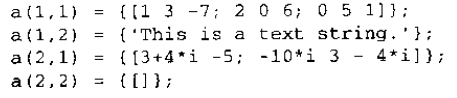 a(1,1) = {[1 3 -7; 2 0 6; 0 5 1]};
a(1,2) = {'This is a text string.'};
a(2,1) = {[3+4*i -5; -10*i 3 - 4*i]};
a(2,2) = {[]};